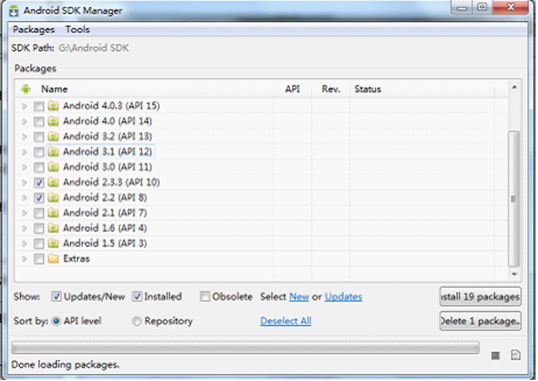 Android SDK Manager
Packages Tools
SDK Path: G:\Android SDK
Packages
Name API Rev. Status
Android 4.0.3 (API 15)
Android 4.0 (API 14)
Android 3.2 (API 13)
Android 3.1 (API 12)
Android 3.0 (API 11)
Android 2.3.3 (API 10)
Android 2.2 (API 8)
Android 2.1 (API 7)
Android 1.6 (API 4)
Android 1.5 (API 3)
Extras
Show: Updates/New Installed Obsolete Select New or Updates stall 19 packages
Sort by: API level Repository Deselect All Delete 1 package..
Done loading packages.